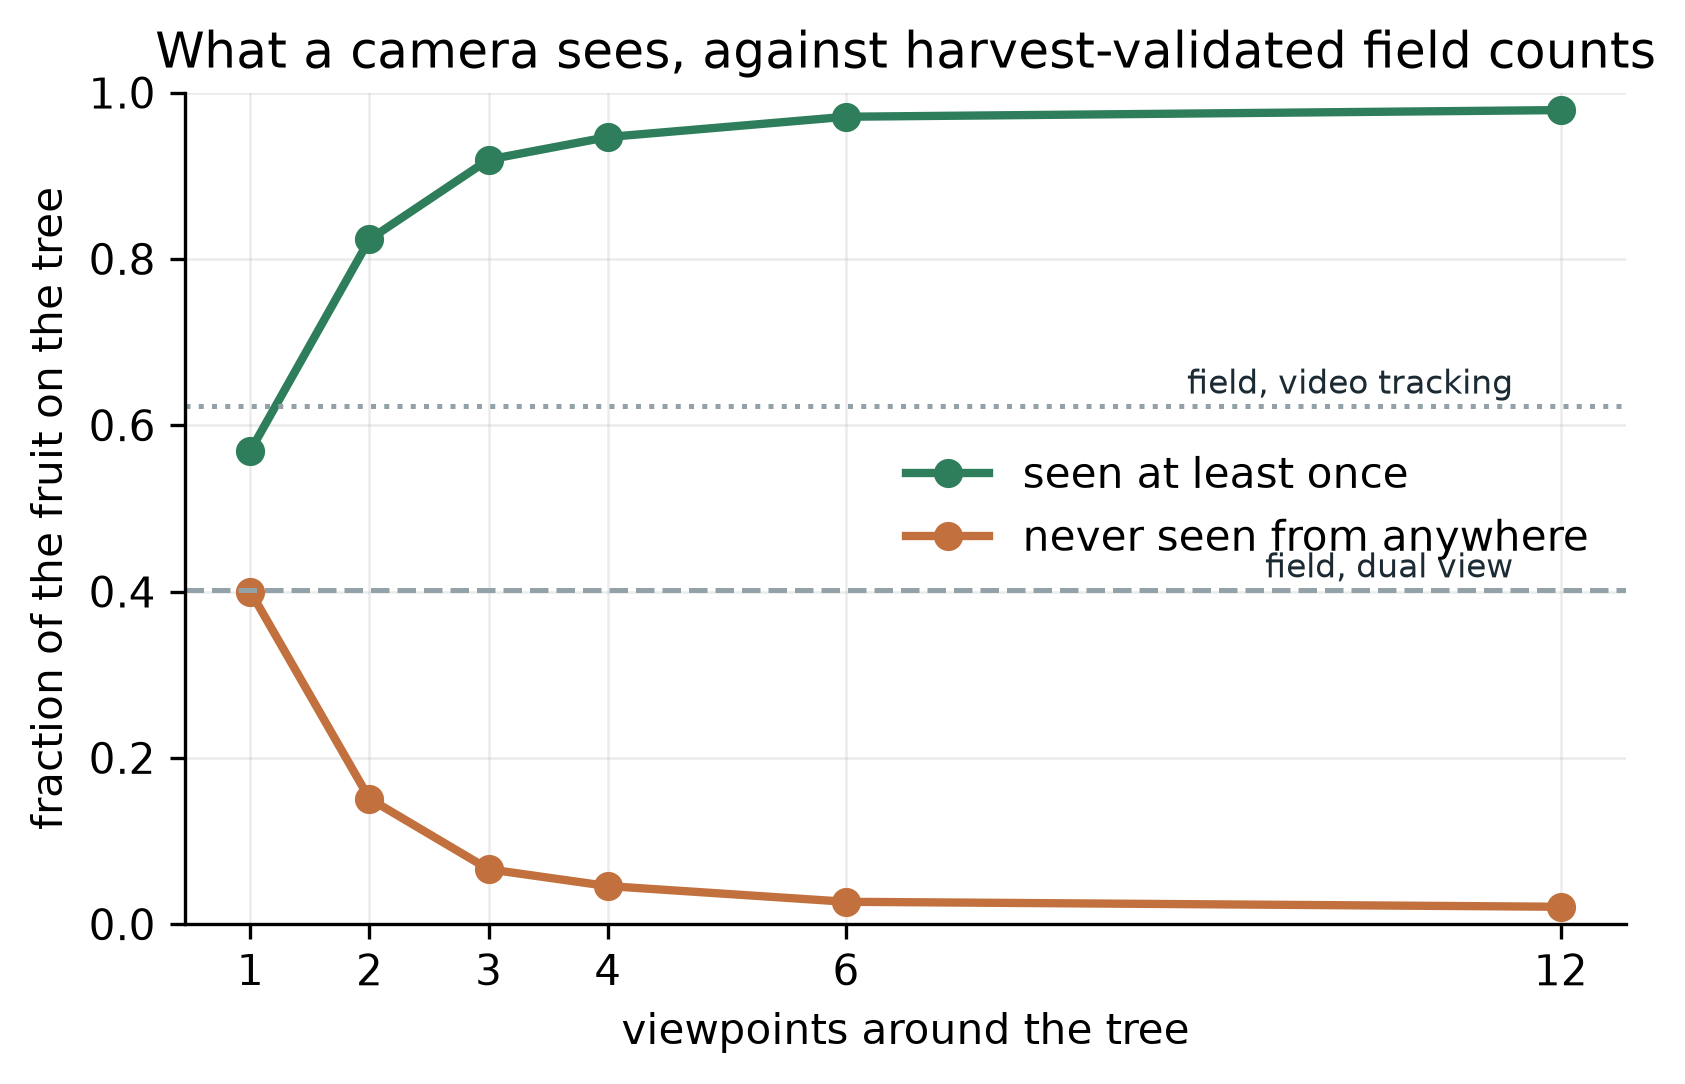 What a camera sees, against harvest-validated field counts
fraction of the fruit on the tree
1.0
0.8
0.6
0.4
0.2
0.0
field, video tracking
seen at least once
never seen from anywhere
field, dual view
1 2 3 4 6 12
viewpoints around the tree